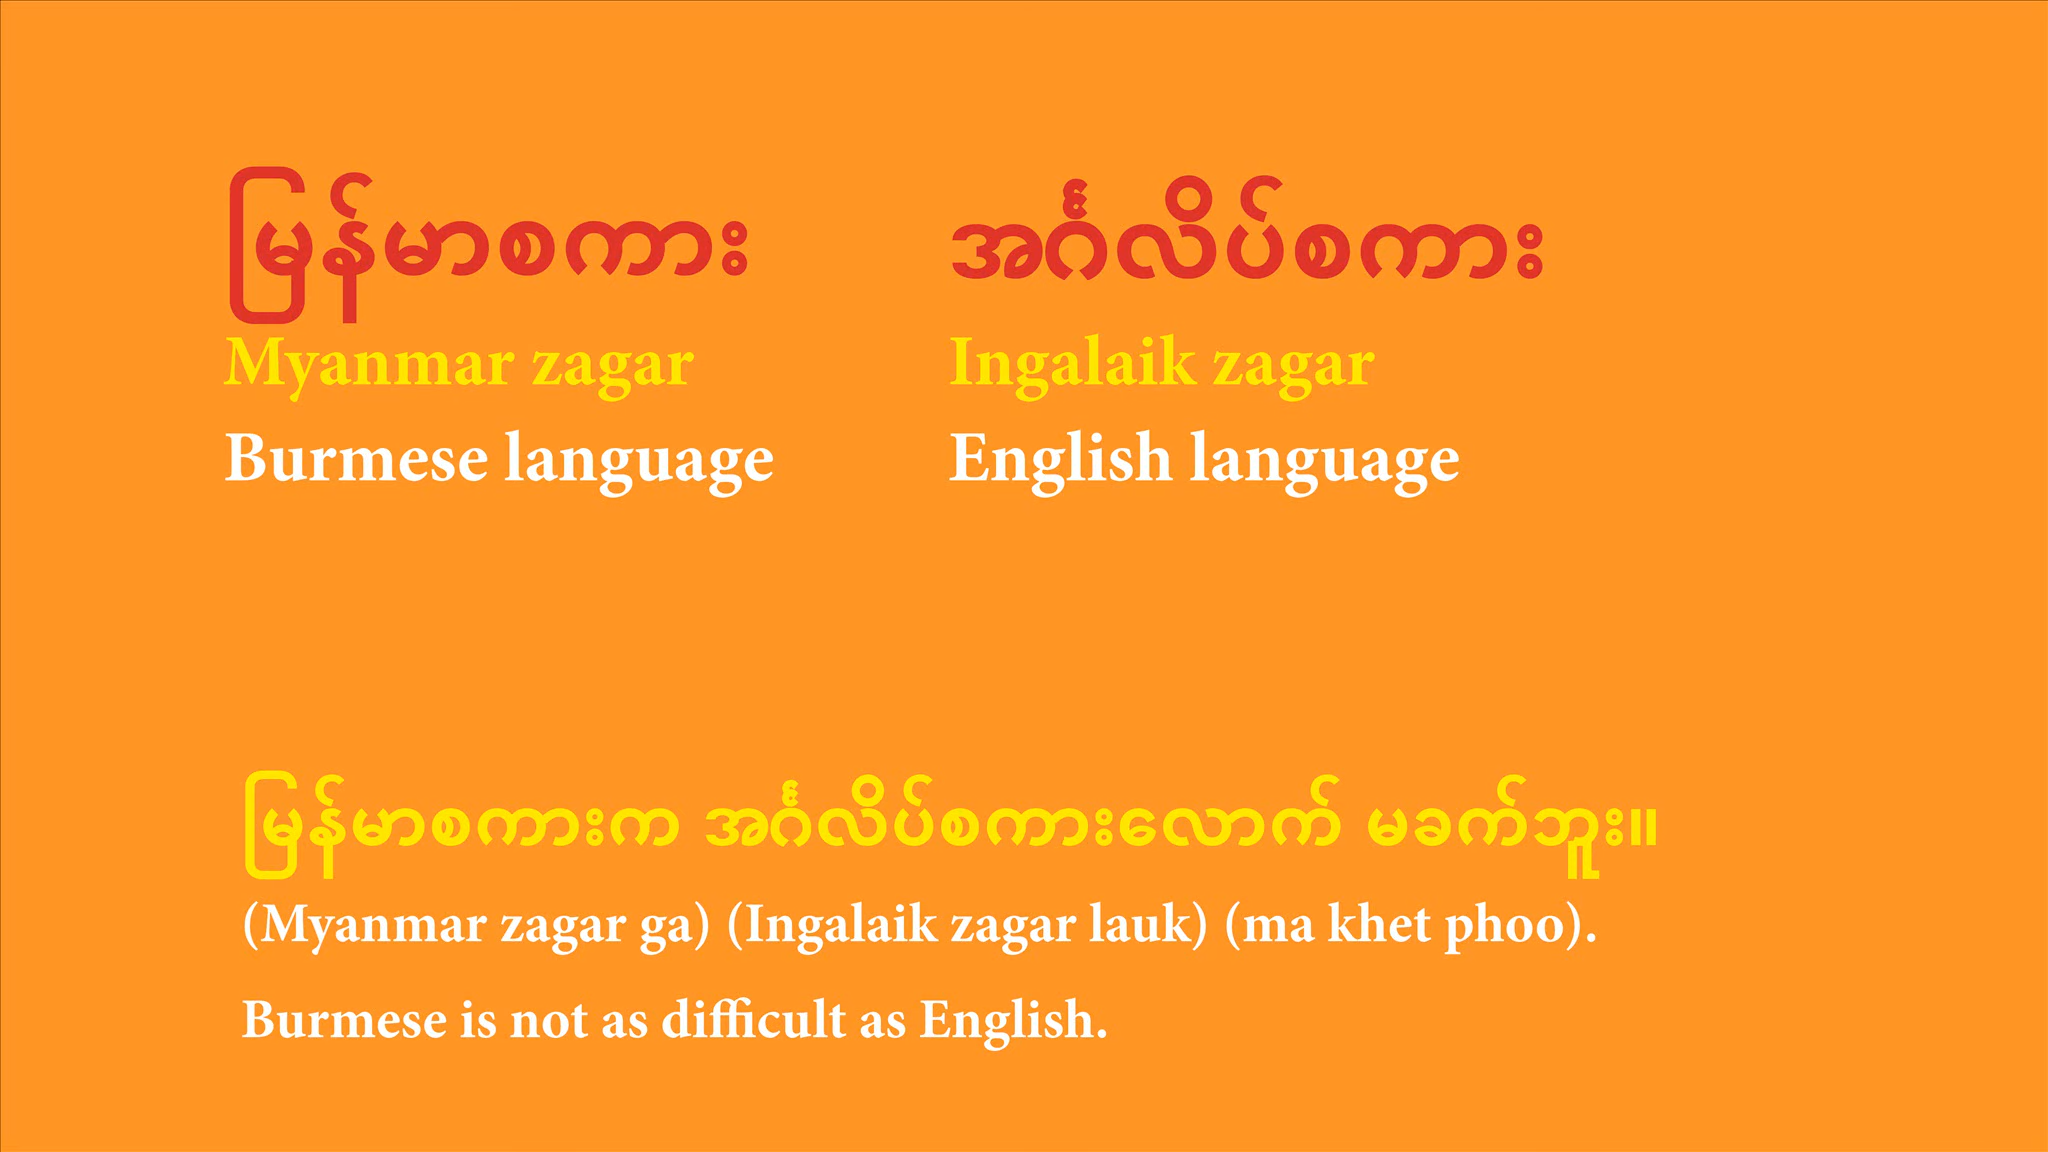 မြန်မာစကား
Myanmar zagar
Burmese language
အင်္ဂလိပ်စကား
Ingalaik zagar
English language
မြန်မာစကားက အင်္ဂလိပ်စကားလောက် မခက်ဘူး။
(Myanmar zagar ga) (Ingalaik zagar lauk) (ma khet phoo).
Burmese is not as difficult as English.